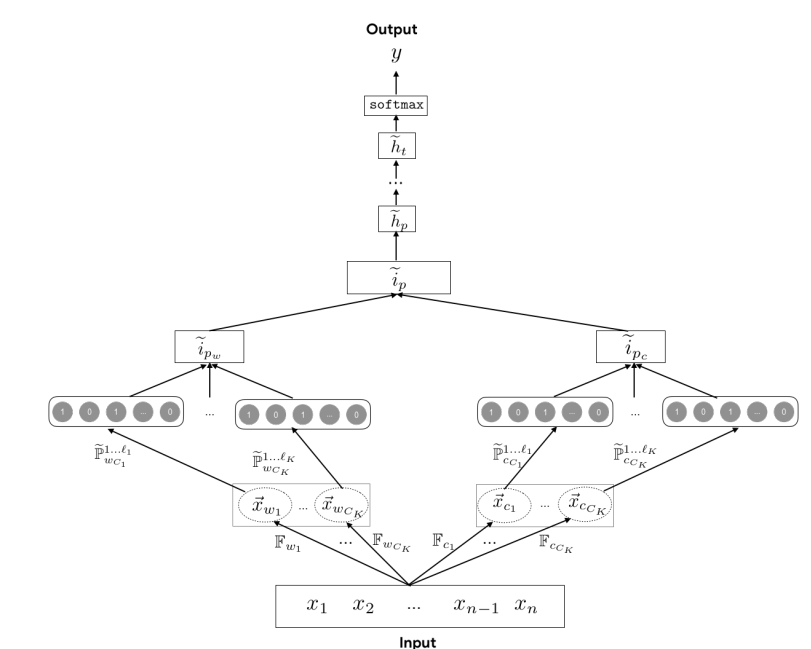 Output
y
softmax
h̃_t
...
h̃_p
ĩ_p
ĩ_{p_w} ĩ_{p_c}
1 0 1 ... 0 ... 1 0 1 ... 0 1 0 1 ... 0 ... 1 0 1 ... 0
ℙ̃^{1...ℓ_1}_{w_{C_1}} ℙ̃^{1...ℓ_K}_{w_{C_K}} ℙ̃^{1...ℓ_1}_{c_{C_1}} ℙ̃^{1...ℓ_K}_{c_{C_K}}
x⃗_{w_1} ... x⃗_{w_{C_K}} x⃗_{c_1} ... x⃗_{c_{C_K}}
𝔽_{w_1} ... 𝔽_{w_{C_K}} 𝔽_{c_1} ... 𝔽_{c_{C_K}}
x_1 x_2 ... x_{n-1} x_n
Input